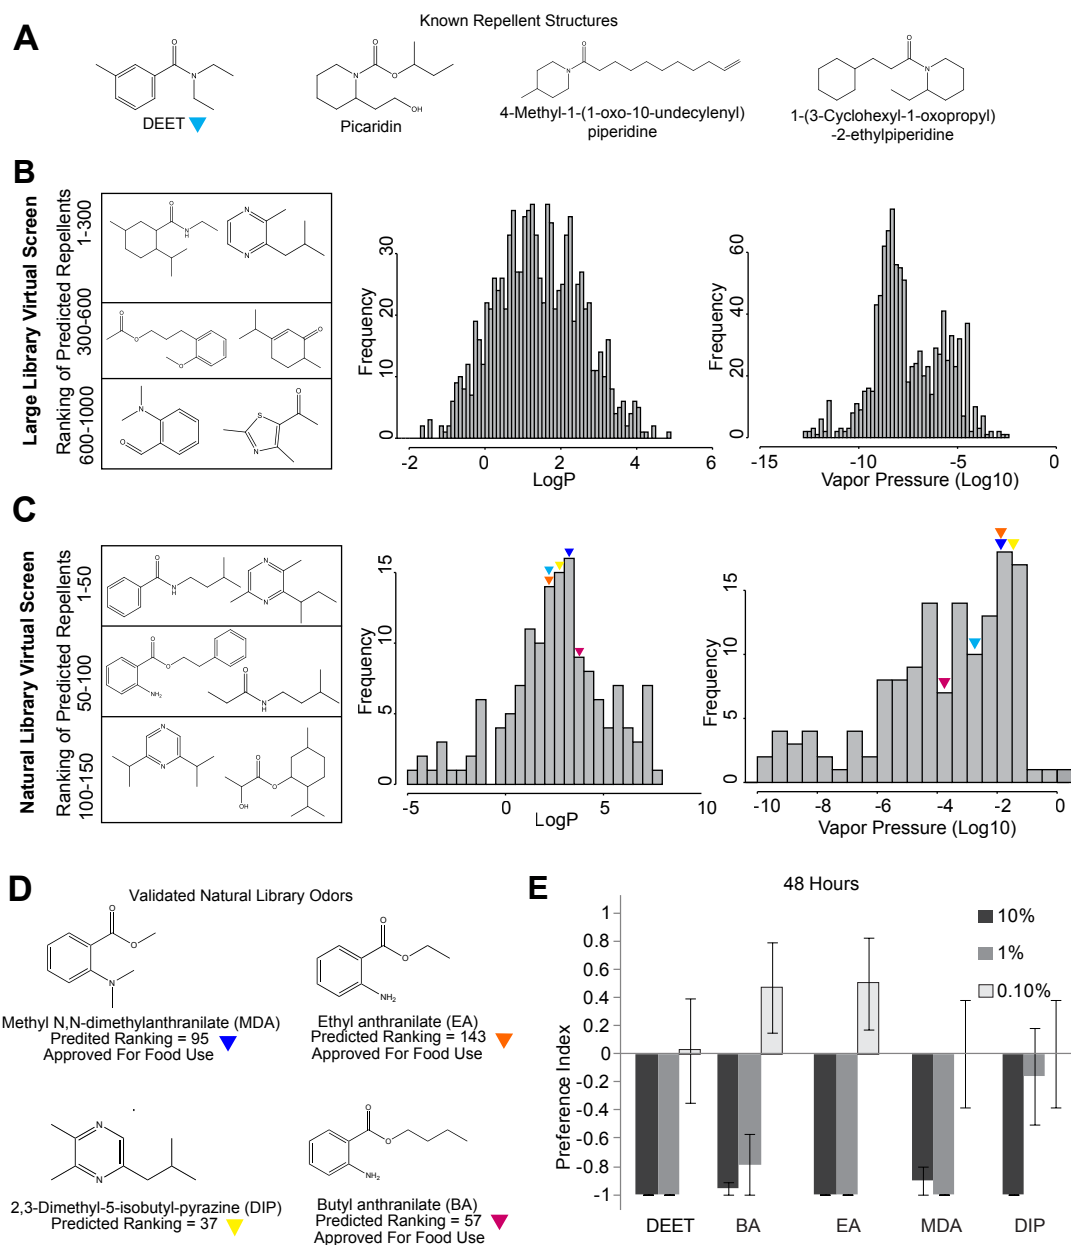 A
Known Repellent Structures
DEET
Picaridin
4-Methyl-1-(1-oxo-10-undecylenyl)
piperidine
1-(3-Cyclohexyl-1-oxopropyl)
-2-ethylpiperidine
B
Large Library Virtual Screen
Ranking of Predicted Repellents
1-300
300-600
600-1000
Frequency
0
10
20
30
-2
0
2
4
6
LogP
Frequency
0
20
40
60
-15
-10
-5
0
Vapor Pressure (Log10)
C
Natural Library Virtual Screen
Ranking of Predicted Repellents
1-50
50-100
100-150
Frequency
0
5
10
15
-5
0
5
10
LogP
Frequency
0
5
10
15
-10
-8
-6
-4
-2
0
Vapor Pressure (Log10)
D
Validated Natural Library Odors
Methyl N,N-dimethylanthranilate (MDA)
Predited Ranking = 95
Approved For Food Use
Ethyl anthranilate (EA)
Predicted Ranking = 143
Approved For Food Use
2,3-Dimethyl-5-isobutyl-pyrazine (DIP)
Predicted Ranking = 37
Butyl anthranilate (BA)
Predicted Ranking = 57
Approved For Food Use
E
48 Hours
10%
1%
0.10%
Preference Index
1
0.8
0.6
0.4
0.2
0
-0.2
-0.4
-0.6
-0.8
-1
DEET
BA
EA
MDA
DIP